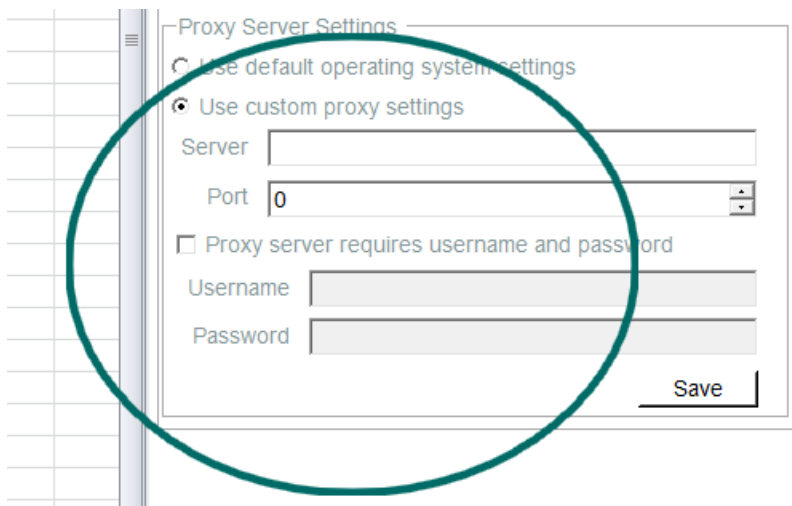 Proxy Server Settings
Use default operating system settings
Use custom proxy settings
Server
Port 0
Proxy server requires username and password
Username
Password
Save